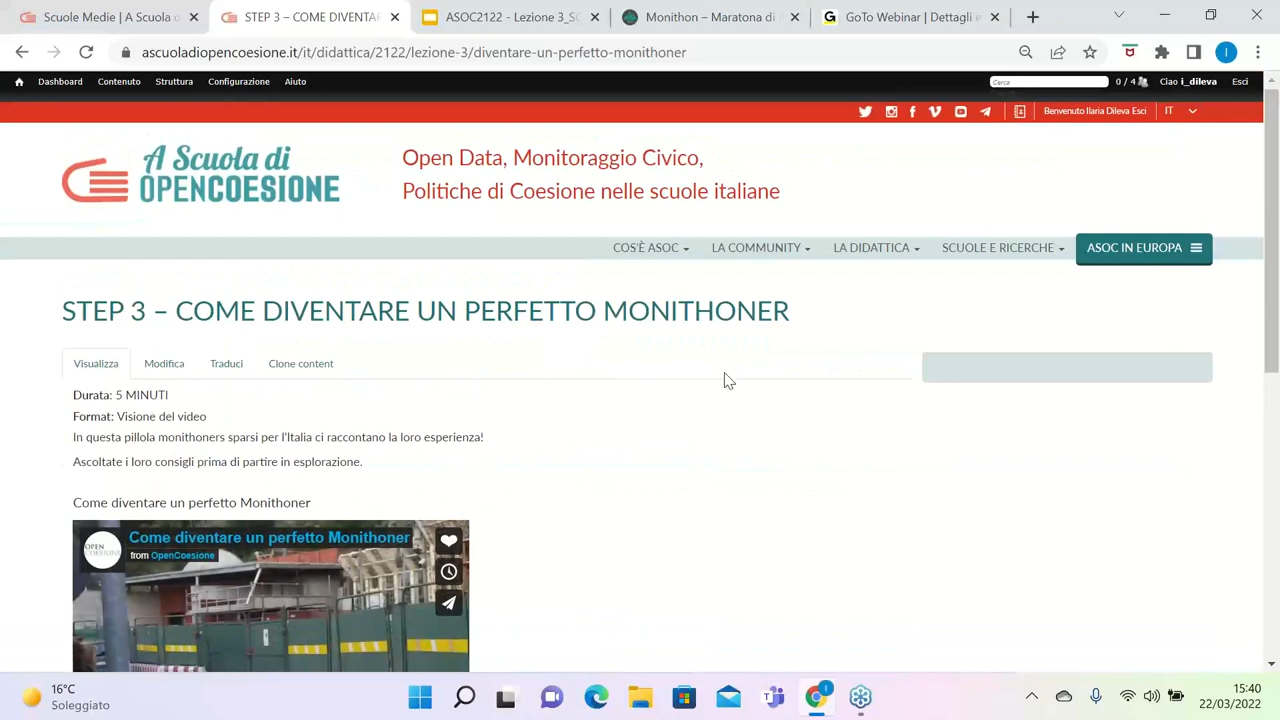 Scuole Medie | A Scuola d
STEP 3 – COME DIVENTAR
ASOC2122 - Lezione 3_SC
Monithon – Maratona di
GoTo Webinar | Dettagli e
ascuoladiopencoesione.it/it/didattica/2122/lezione-3/diventare-un-perfetto-monithoner
Dashboard Contenuto Struttura Configurazione Aiuto Cerca 0 / 4 Ciao i_dileva Esci
Benvenuto Ilaria Dileva Esci IT
A Scuola di
OPENCOESIONE
Open Data, Monitoraggio Civico,
Politiche di Coesione nelle scuole italiane
COS'È ASOC LA COMMUNITY LA DIDATTICA SCUOLE E RICERCHE ASOC IN EUROPA
STEP 3 – COME DIVENTARE UN PERFETTO MONITHONER
Visualizza Modifica Traduci Clone content
Durata: 5 MINUTI
Format: Visione del video
In questa pillola monithoners sparsi per l'Italia ci raccontano la loro esperienza!
Ascoltate i loro consigli prima di partire in esplorazione.
Come diventare un perfetto Monithoner
OPEN
COESIONE
Come diventare un perfetto Monithoner
from OpenCoesione
16°C
Soleggiato
15:40
22/03/2022